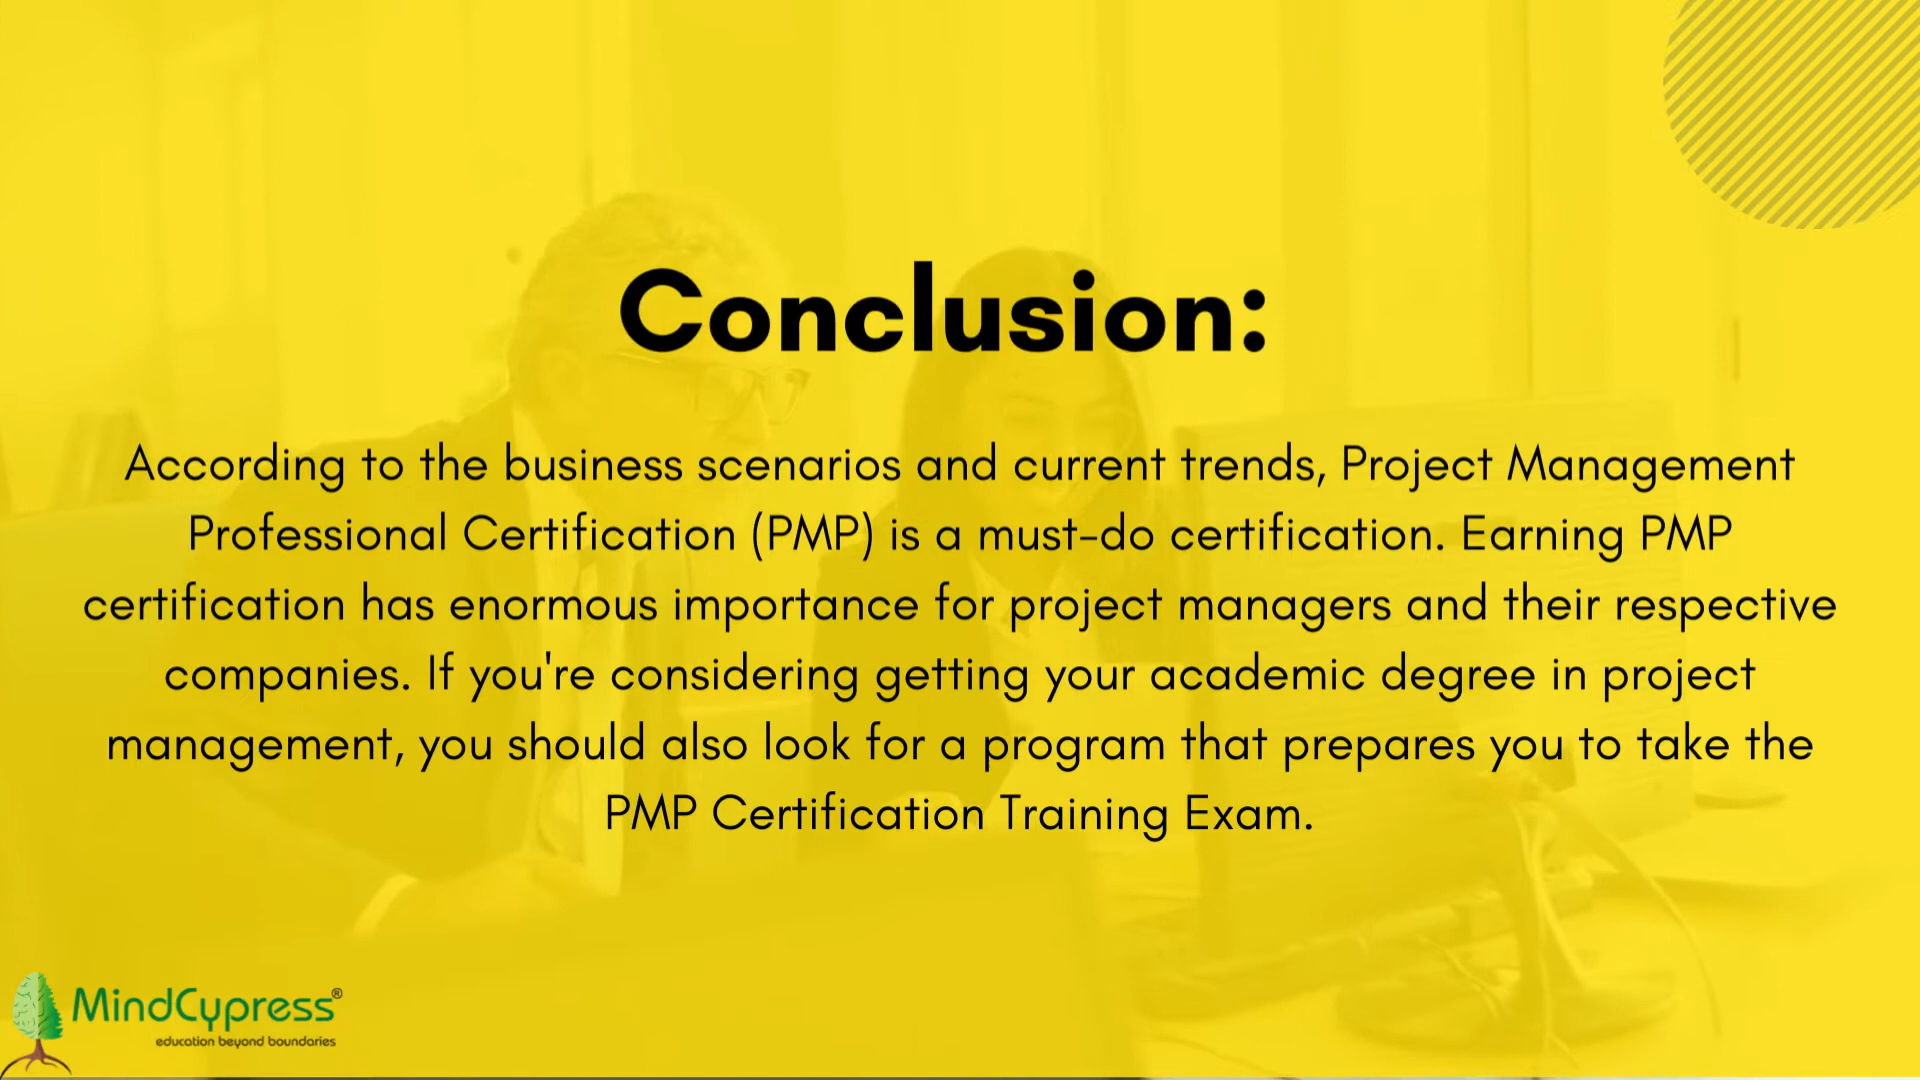 Conclusion:
According to the business scenarios and current trends, Project Management
Professional Certification (PMP) is a must-do certification. Earning PMP
certification has enormous importance for project managers and their respective
companies. If you're considering getting your academic degree in project
management, you should also look for a program that prepares you to take the
PMP Certification Training Exam.
MindCypress®
education beyond boundaries